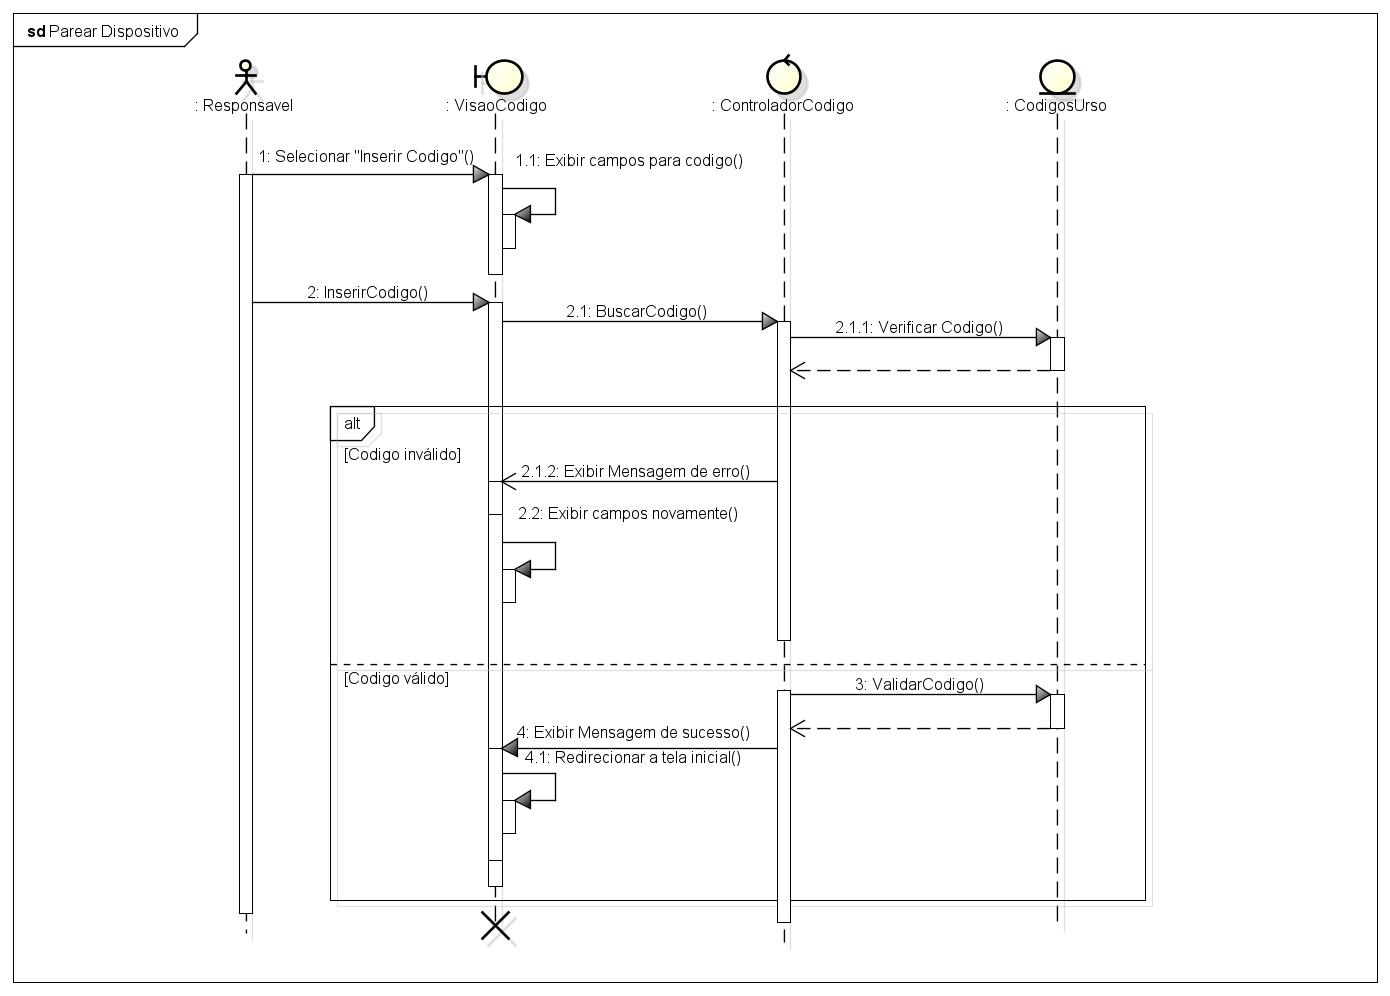 sd Parear Dispositivo
: Responsavel
: VisaoCodigo
: ControladorCodigo
: CodigosUrso
1: Selecionar "Inserir Codigo"()
1.1: Exibir campos para codigo()
2: InserirCodigo()
2.1: BuscarCodigo()
2.1.1: Verificar Codigo()
alt
[Codigo inválido]
2.1.2: Exibir Mensagem de erro()
2.2: Exibir campos novamente()
[Codigo válido]
3: ValidarCodigo()
4: Exibir Mensagem de sucesso()
4.1: Redirecionar a tela inicial()